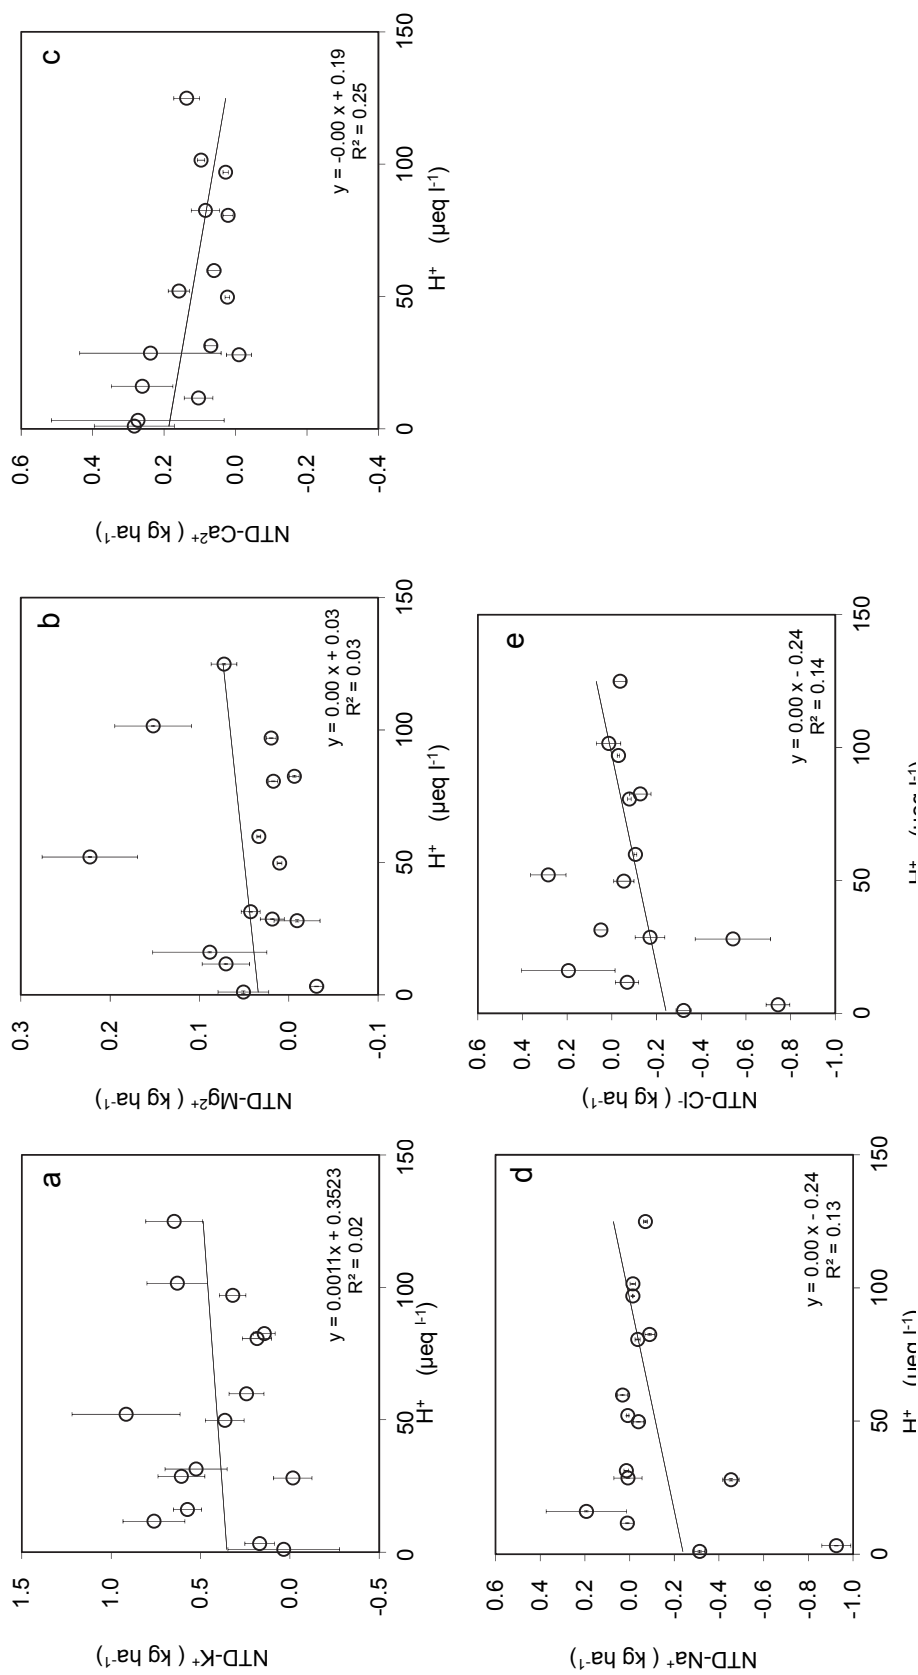 a
1.5
1.0
0.5
0.0
-0.5
0
50
100
150
NTD-K⁺ ( kg ha⁻¹)
H⁺ (µeq l⁻¹)
y = 0.0011x + 0.3523
R² = 0.02
b
0.3
0.2
0.1
0.0
-0.1
0
50
100
150
NTD-Mg²⁺ ( kg ha⁻¹)
H⁺ (µeq l⁻¹)
y = 0.00 x + 0.03
R² = 0.03
c
0.6
0.4
0.2
0.0
-0.2
-0.4
0
50
100
150
NTD-Ca²⁺ ( kg ha⁻¹)
H⁺ (µeq l⁻¹)
y = -0.00 x + 0.19
R² = 0.25
d
0.6
0.4
0.2
0.0
-0.2
-0.4
-0.6
-0.8
-1.0
0
50
100
150
NTD-Na⁺ ( kg ha⁻¹)
H⁺ (µeq l⁻¹)
y = 0.00 x - 0.24
R² = 0.13
e
0.6
0.4
0.2
0.0
-0.2
-0.4
-0.6
-0.8
-1.0
0
50
100
150
NTD-Cl⁻ ( kg ha⁻¹)
H⁺ (µeq l⁻¹)
y = 0.00 x - 0.24
R² = 0.14